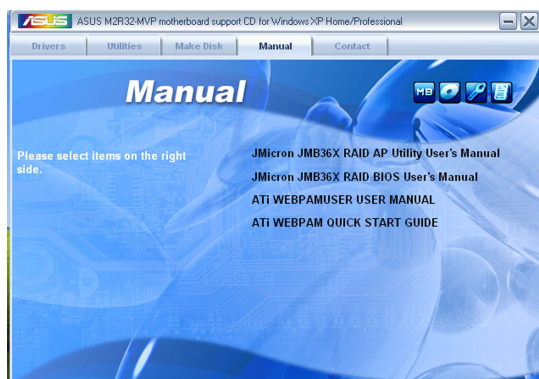 ASUS ASUS M2R32-MVP motherboard support CD for Windows XP Home/Professional
Drivers Utilities Make Disk Manual Contact
Manual
MB
Please select items on the right
side.
JMicron JMB36X RAID AP Utility User's Manual
JMicron JMB36X RAID BIOS User's Manual
ATi WEBPAMUSER USER MANUAL
ATi WEBPAM QUICK START GUIDE